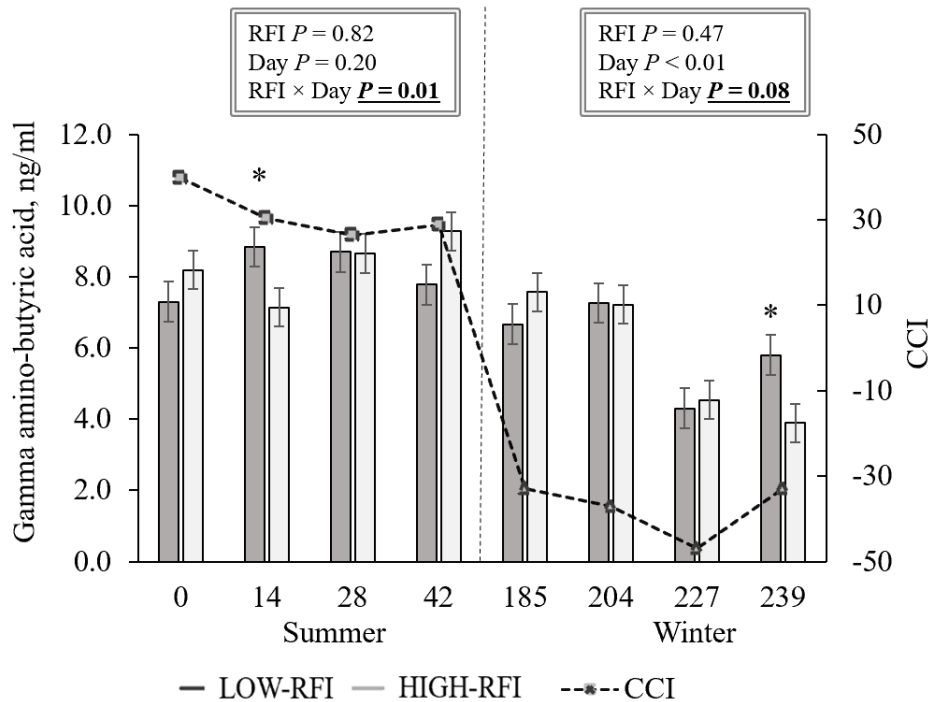 RFI P = 0.82
Day P = 0.20
RFI × Day P = 0.01
RFI P = 0.47
Day P < 0.01
RFI × Day P = 0.08
Gamma amino-butyric acid, ng/ml
12.0
10.0
8.0
6.0
4.0
2.0
0.0
*
*
50
30
10
-10
-30
-50
CCI
0 14 28 42 185 204 227 239
Summer Winter
LOW-RFI HIGH-RFI CCI